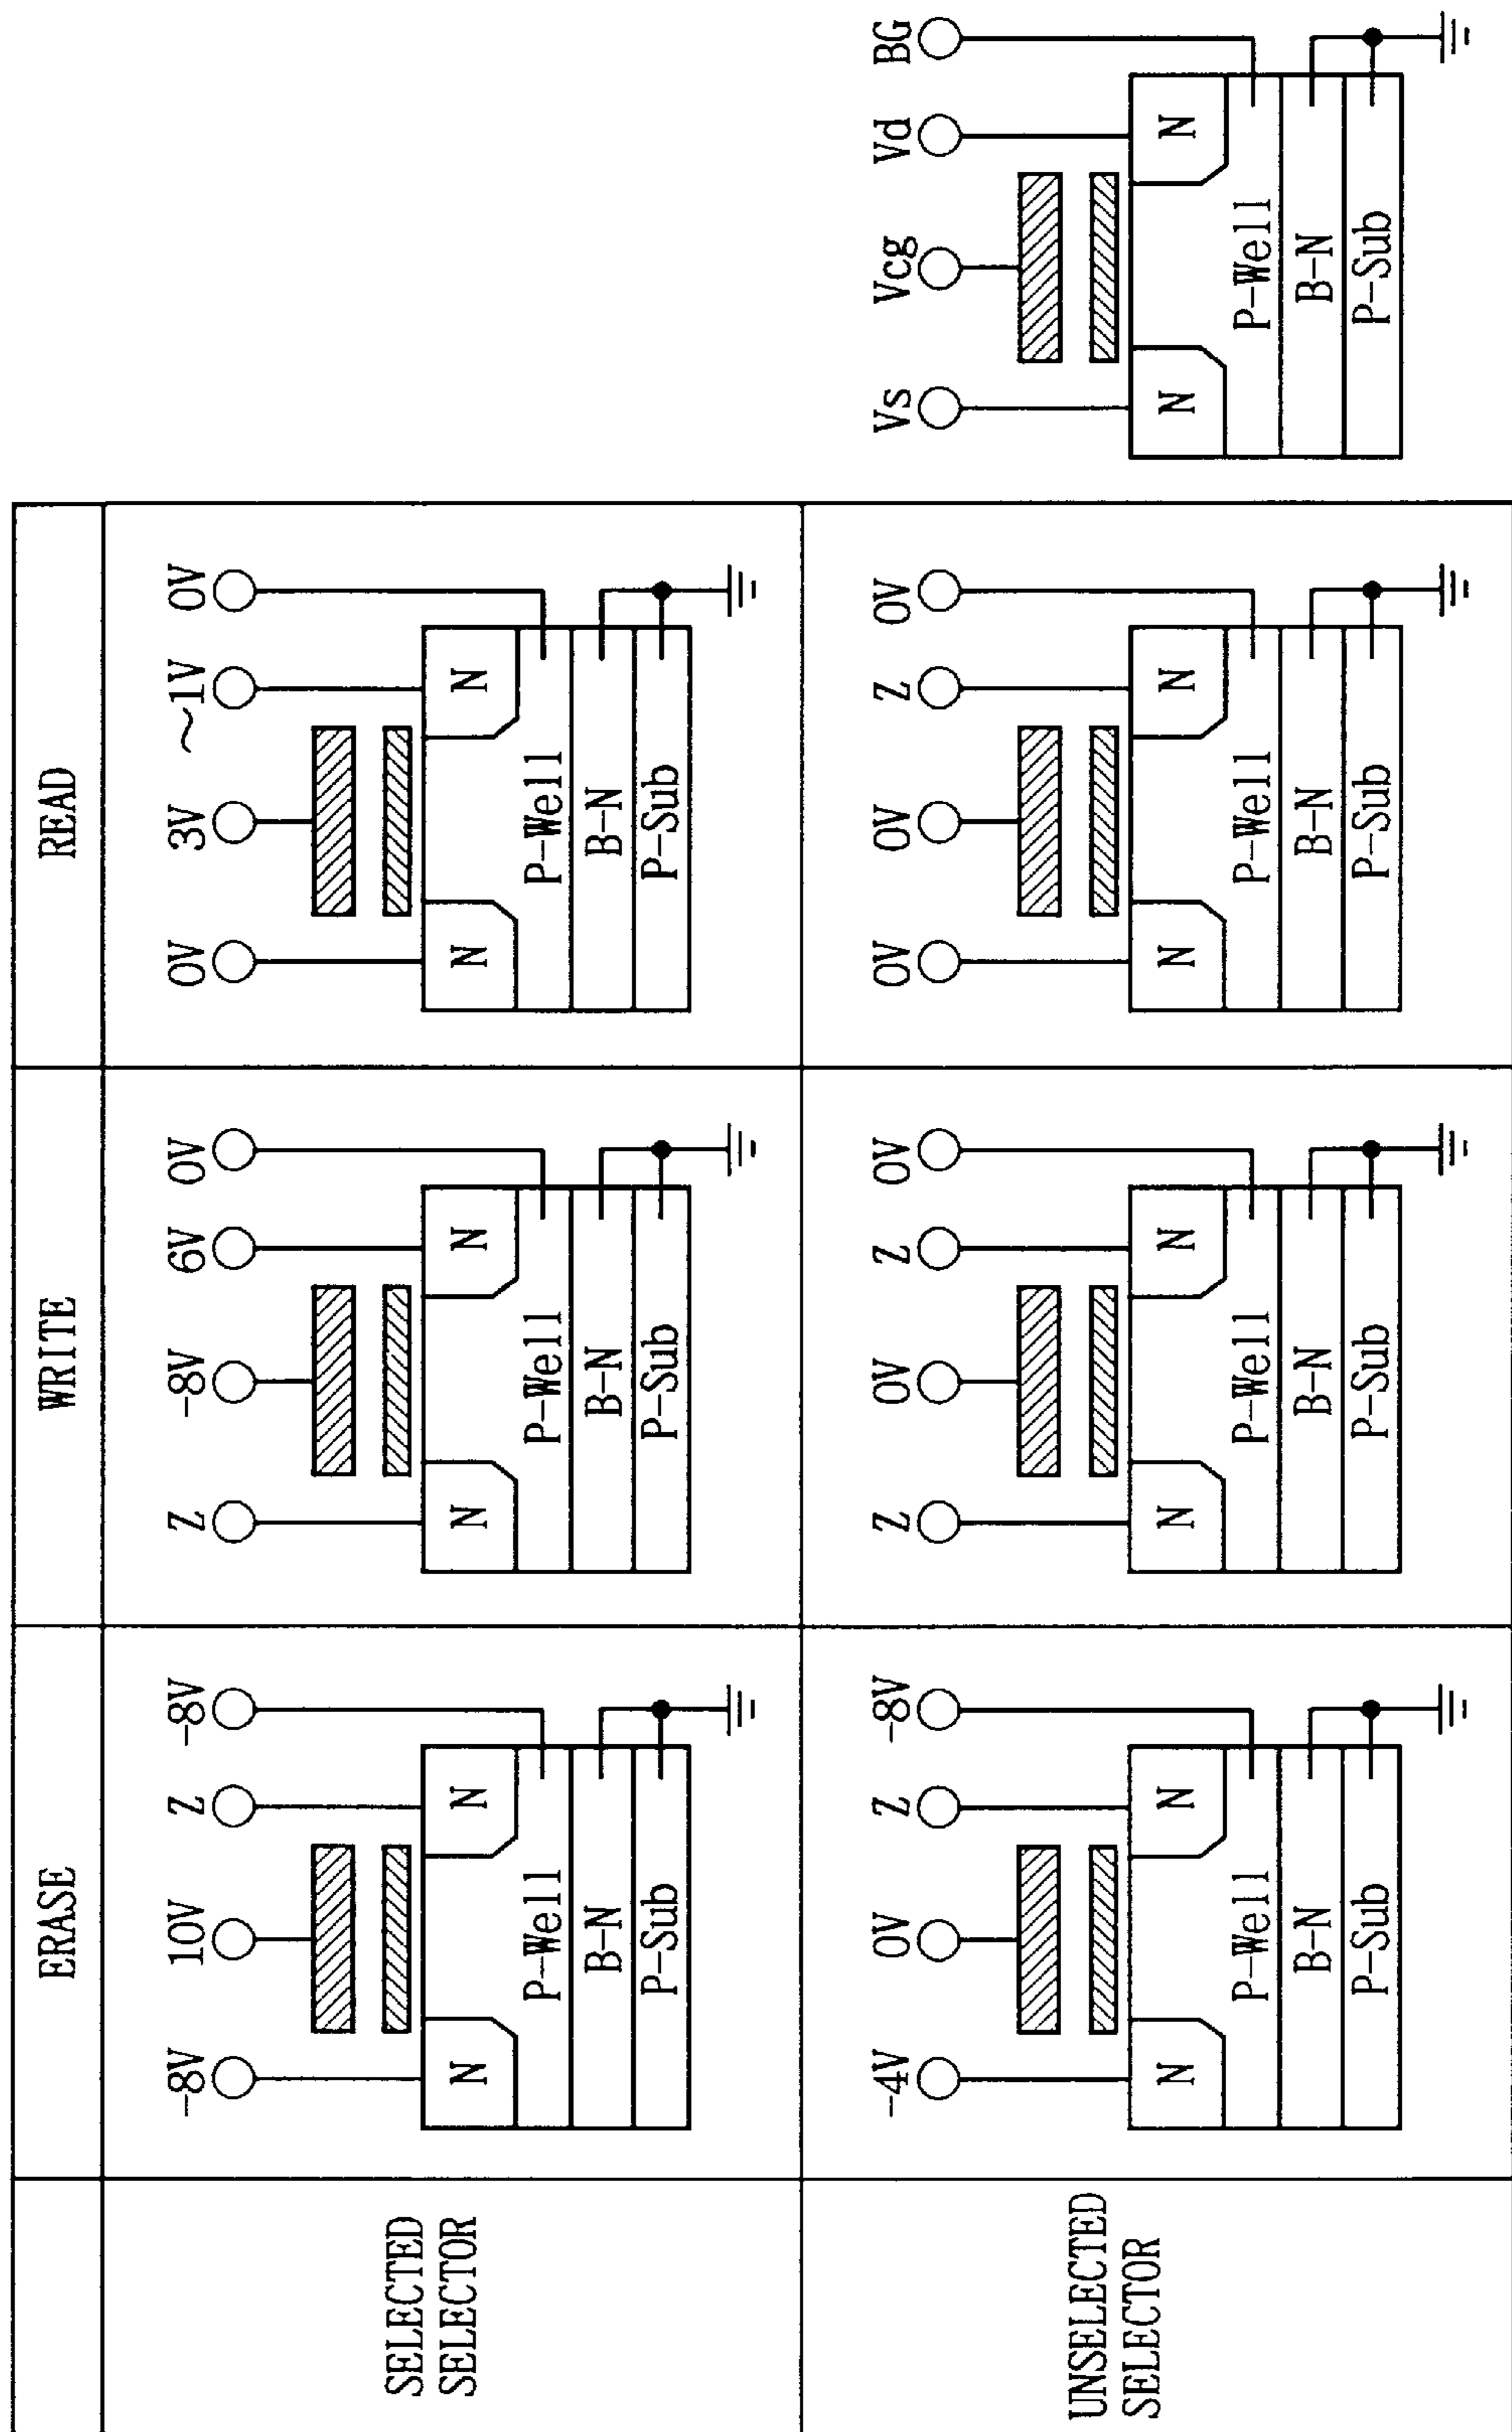 ERASE
WRITE
READ
SELECTED
SELECTOR
-8V 10V Z -8V
N N
P-Well
B-N
P-Sub
Z -8V 6V 0V
N N
P-Well
B-N
P-Sub
0V 3V ~1V 0V
N N
P-Well
B-N
P-Sub
UNSELECTED
SELECTOR
-4V 0V Z -8V
N N
P-Well
B-N
P-Sub
Z 0V Z 0V
N N
P-Well
B-N
P-Sub
0V 0V Z 0V
N N
P-Well
B-N
P-Sub
Vs Vcg Vd BG
N N
P-Well
B-N
P-Sub